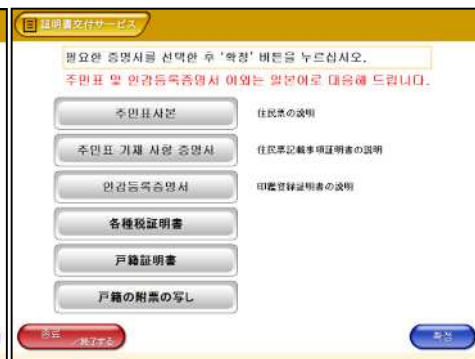 証明書交付サービス
필요한 증명서를 선택한 후 '확정' 버튼을 누르십시오.
주민표 및 인감등록증명서 이외는 일본어로 대응해 드립니다.
주민표사본 住民票の説明
주민표 기재 사항 증명서 住民票記載事項証明書の説明
인감등록증명서 印鑑登録証明書の説明
各種税証明書
戸籍証明書
戸籍の附票の写し
종료/終了する
확정